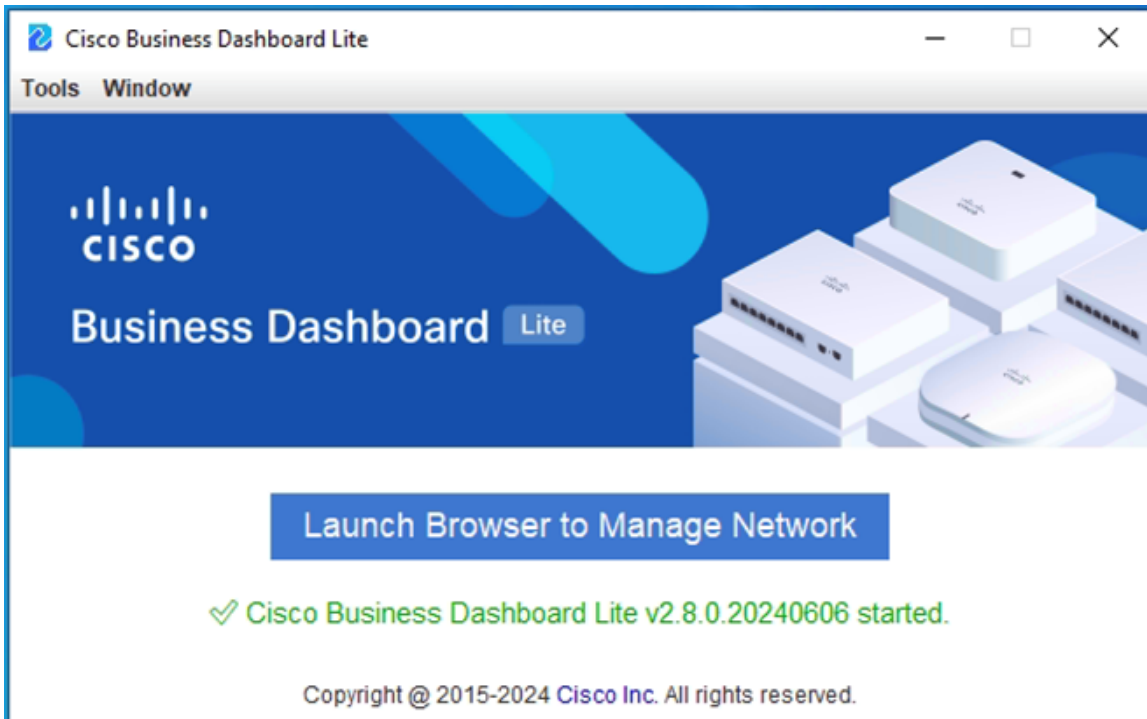 Cisco Business Dashboard Lite
Tools Window
CISCO
Business Dashboard Lite
Launch Browser to Manage Network
Cisco Business Dashboard Lite v2.8.0.20240606 started.
Copyright @ 2015-2024 Cisco Inc. All rights reserved.